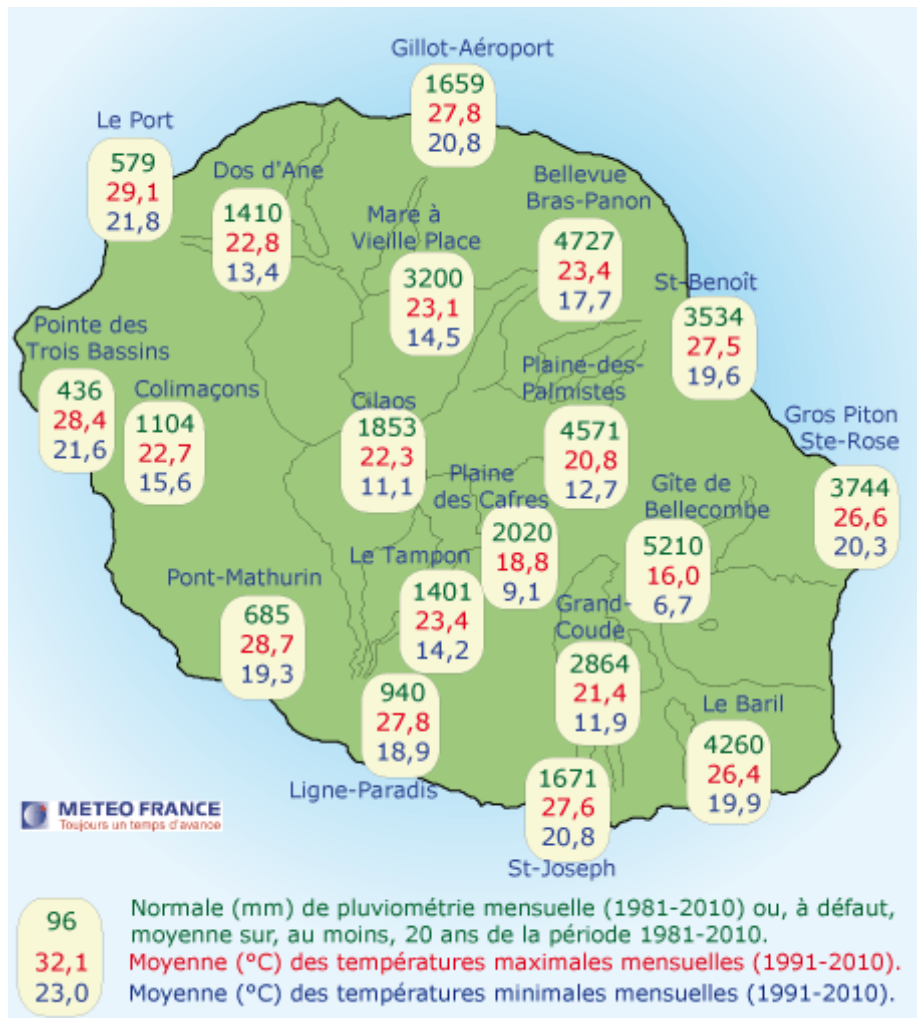 Gillot-Aéroport
1659
27,8
20,8
Le Port
579
29,1
21,8
Dos d'Ane
1410
22,8
13,4
Mare à
Vieille Place
3200
23,1
14,5
Bellevue
Bras-Panon
4727
23,4
17,7
St-Benoît
3534
27,5
19,6
Pointe des
Trois Bassins
436
28,4
21,6
Colimaçons
1104
22,7
15,6
Cilaos
1853
22,3
11,1
Plaine-des-
Palmistes
4571
20,8
12,7
Gros Piton
Ste-Rose
3744
26,6
20,3
Plaine
des Cafres
2020
18,8
9,1
Gîte de
Bellecombe
5210
16,0
6,7
Pont-Mathurin
685
28,7
19,3
Le Tampon
1401
23,4
14,2
Grand-
Coude
2864
21,4
11,9
Ligne-Paradis
940
27,8
18,9
Le Baril
4260
26,4
19,9
1671
27,6
20,8
St-Joseph
METEO FRANCE
Toujours un temps d'avance
96
32,1
23,0
Normale (mm) de pluviométrie mensuelle (1981-2010) ou, à défaut,
moyenne sur, au moins, 20 ans de la période 1981-2010.
Moyenne (°C) des températures maximales mensuelles (1991-2010).
Moyenne (°C) des températures minimales mensuelles (1991-2010).